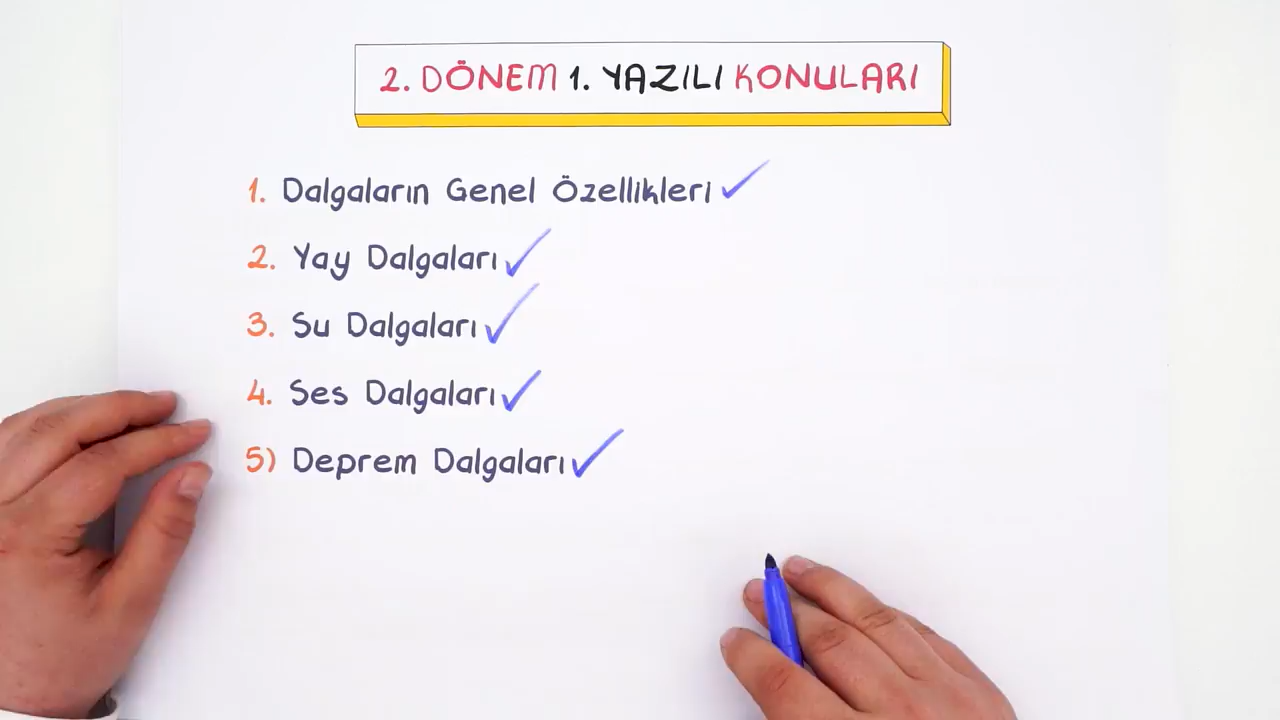 2. DÖNEM 1. YAZILI KONULARI
1. Dalgaların Genel Özellikleri
2. Yay Dalgaları
3. Su Dalgaları
4. Ses Dalgaları
5) Deprem Dalgaları